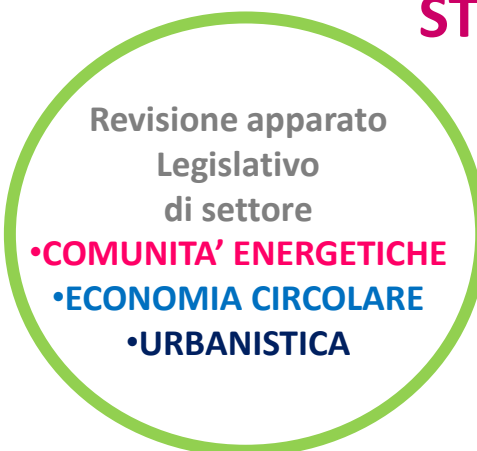 ST
Revisione apparato
Legislativo
di settore
•COMUNITA’ ENERGETICHE
•ECONOMIA CIRCOLARE
•URBANISTICA